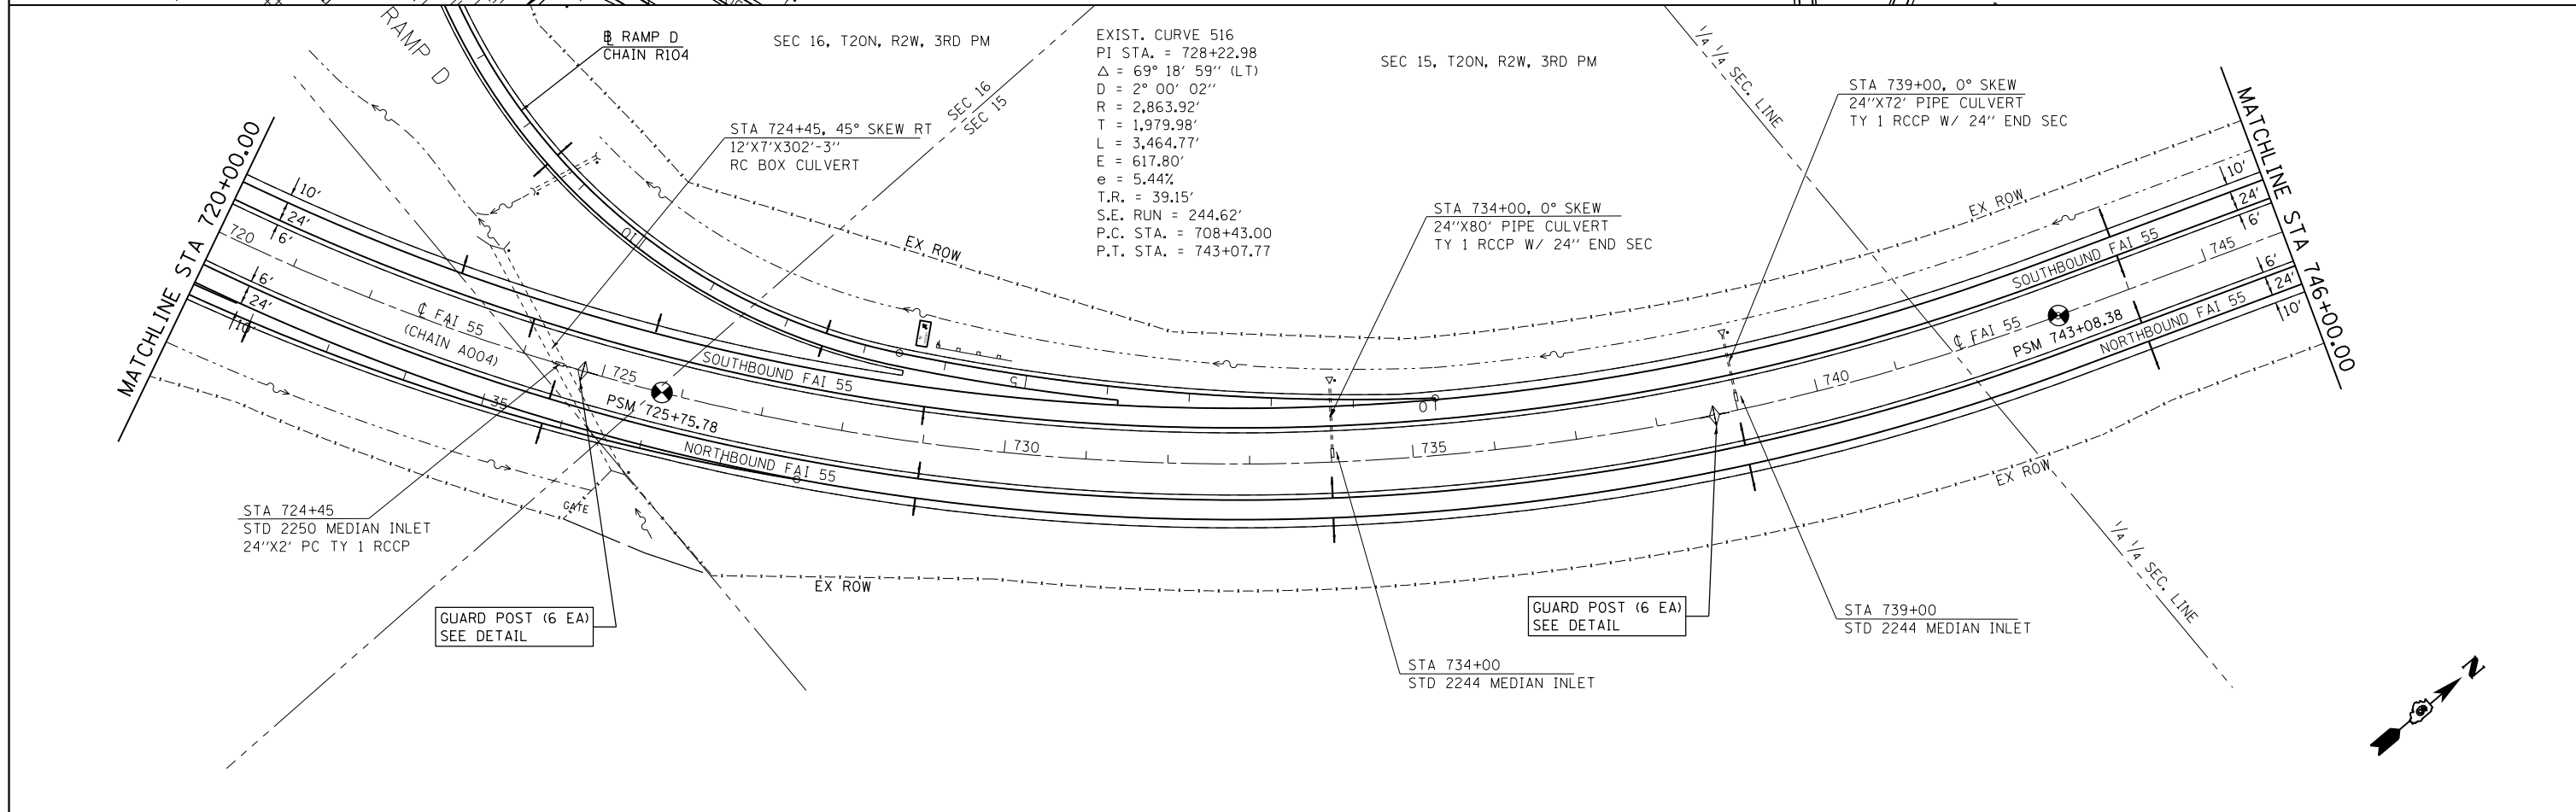 RAMP D
℄ RAMP D
CHAIN R104
SEC 16, T20N, R2W, 3RD PM
EXIST. CURVE 516
PI STA. = 728+22.98
△ = 69° 18' 59'' (LT)
D = 2° 00' 02''
R = 2,863.92'
T = 1,979.98'
L = 3,464.77'
E = 617.80'
e = 5.44%
T.R. = 39.15'
S.E. RUN = 244.62'
P.C. STA. = 708+43.00
P.T. STA. = 743+07.77
SEC 15, T20N, R2W, 3RD PM
1/4 1/4 SEC. LINE
STA 739+00, 0° SKEW
24''X72' PIPE CULVERT
TY 1 RCCP W/ 24'' END SEC
SEC 16
SEC 15
STA 724+45, 45° SKEW RT
12'X7'X302'-3''
RC BOX CULVERT
STA 734+00, 0° SKEW
24''X80' PIPE CULVERT
TY 1 RCCP W/ 24'' END SEC
MATCHLINE STA 720+00.00
MATCHLINE STA 746+00.00
10'
24'
6'
720
6'
24'
10'
10'
24'
6'
745
6'
24'
10'
EX ROW
EX ROW
10
℄ FAI 55
(CHAIN A004)
SOUTHBOUND FAI 55
SOUTHBOUND FAI 55
℄ FAI 55
PSM 743+08.38
NORTHBOUND FAI 55
725
PSM 725+75.78
35
15
10
740
730
735
NORTHBOUND FAI 55
GATE
EX ROW
EX ROW
STA 724+45
STD 2250 MEDIAN INLET
24''X2' PC TY 1 RCCP
GUARD POST (6 EA)
SEE DETAIL
GUARD POST (6 EA)
SEE DETAIL
STA 739+00
STD 2244 MEDIAN INLET
STA 734+00
STD 2244 MEDIAN INLET
1/4 1/4 SEC. LINE
N